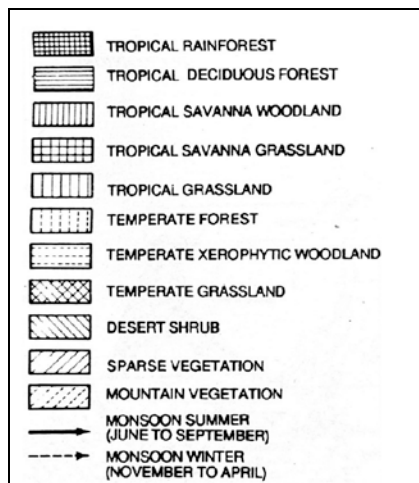 TROPICAL RAINFOREST
TROPICAL DECIDUOUS FOREST
TROPICAL SAVANNA WOODLAND
TROPICAL SAVANNA GRASSLAND
TROPICAL GRASSLAND
TEMPERATE FOREST
TEMPERATE XEROPHYTIC WOODLAND
TEMPERATE GRASSLAND
DESERT SHRUB
SPARSE VEGETATION
MOUNTAIN VEGETATION
MONSOON SUMMER
(JUNE TO SEPTEMBER)
MONSOON WINTER
(NOVEMBER TO APRIL)